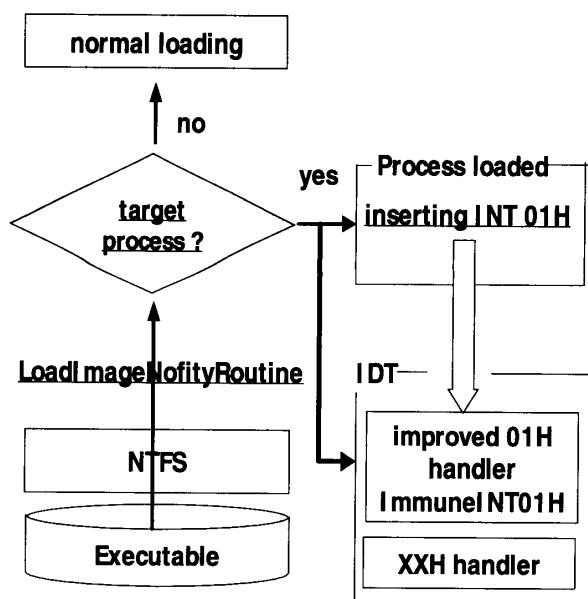 normal loading
no
yes
target
process ?
Process loaded
inserting INT 01H
LoadImageNofityRoutine
IDT
NTFS
improved 01H
handler
ImmuneINT01H
Executable
XXH handler